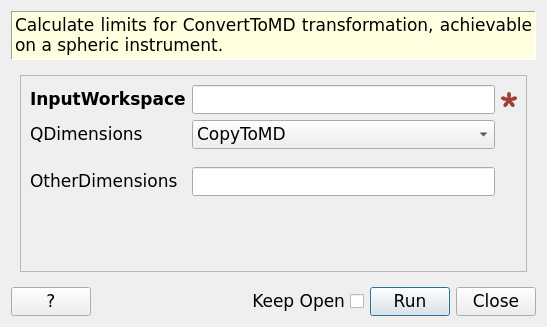 Calculate limits for ConvertToMD transformation, achievable
on a spheric instrument.
InputWorkspace
QDimensions CopyToMD
OtherDimensions
? Keep Open Run Close